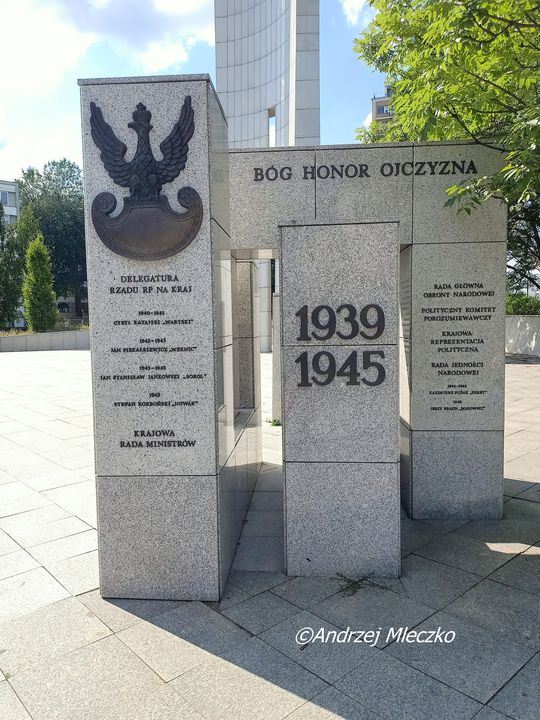 BÓG HONOR OJCZYZNA
DELEGATURA
RZĄDU RP NA KRAJ
1940-1942
CYRYL RATAJSKI „WARTSKI”
1942-1943
JAN PIEKAŁKIEWICZ „WERNIC”
1943-1945
JAN STANISŁAW JANKOWSKI „SOBOL”
1945
STEFAN KORBOŃSKI „NOWAK”
KRAJOWA
RADA MINISTRÓW
1939
1945
RADA GŁÓWNA
OBRONY NARODOWEJ
POLITYCZNY KOMITET
POROZUMIEWAWCZY
KRAJOWA
REPREZENTACJA
POLITYCZNA
RADA JEDNOŚCI
NARODOWEJ
1944-1945
KAZIMIERZ PUŻAK „SERET”
1945
JERZY BRAUN „ROGOWSKI”
©Andrzej Mleczko